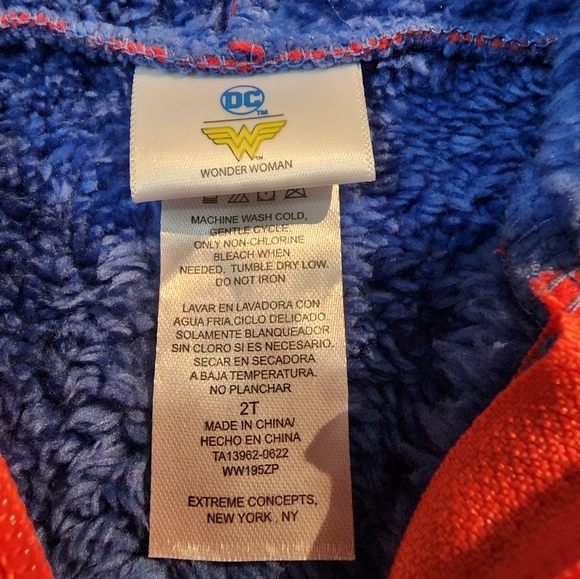 DC
TM
TM
WONDER WOMAN
MACHINE WASH COLD,
GENTLE CYCLE.
ONLY NON-CHLORINE
BLEACH WHEN
NEEDED. TUMBLE DRY LOW.
DO NOT IRON
LAVAR EN LAVADORA CON
AGUA FRIA,CICLO DELICADO.
SOLAMENTE BLANQUEADOR
SIN CLORO SI ES NECESARIO.
SECAR EN SECADORA
A BAJA TEMPERATURA.
NO PLANCHAR
2T
MADE IN CHINA/
HECHO EN CHINA
TA13962-0622
WW195ZP
EXTREME CONCEPTS,
NEW YORK , NY